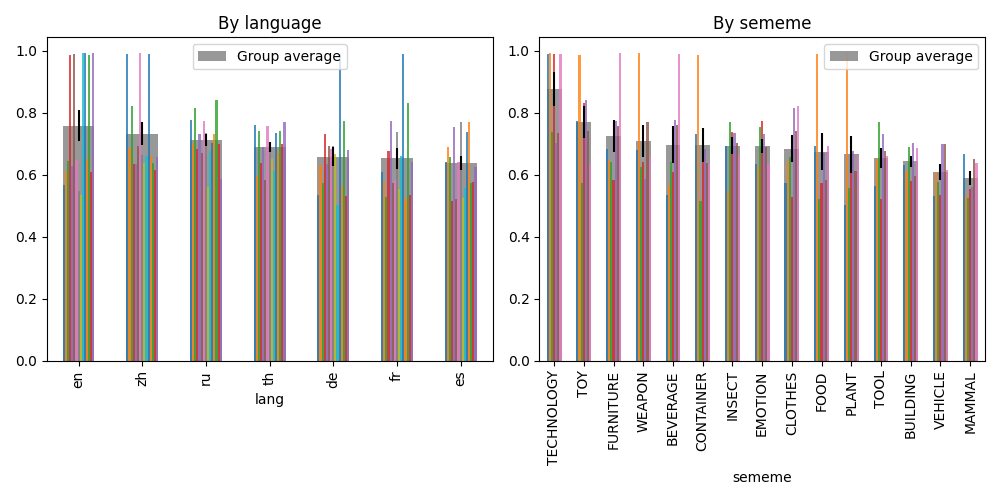 By language
By sememe
Group average
Group average
1.0
0.8
0.6
0.4
0.2
0.0
1.0
0.8
0.6
0.4
0.2
0.0
en
zh
ru
th
de
fr
es
lang
TECHNOLOGY
TOY
FURNITURE
WEAPON
BEVERAGE
CONTAINER
INSECT
EMOTION
CLOTHES
FOOD
PLANT
TOOL
BUILDING
VEHICLE
MAMMAL
sememe